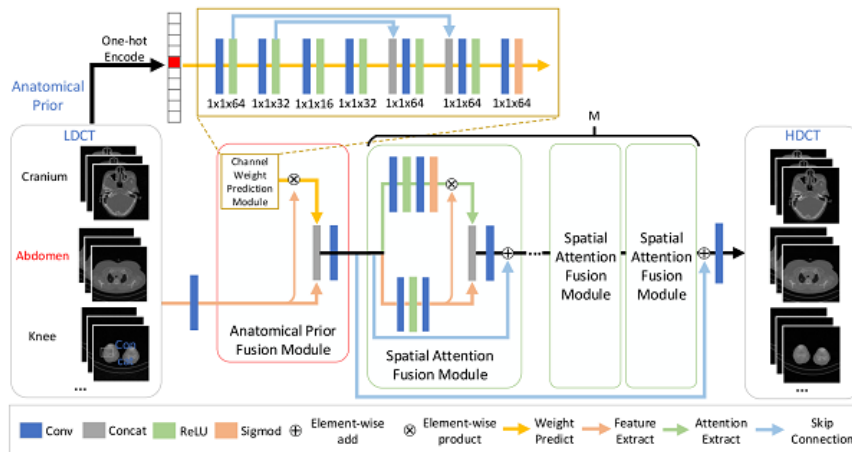 One-hot
Encode
Anatomical
Prior
1x1x64 1x1x32 1x1x16 1x1x32 1x1x64 1x1x64 1x1x64
M
LDCT
HDCT
Cranium
Channel
Weight
Prediction
Module
Abdomen
Spatial
Attention
Fusion
Module
Spatial
Attention
Fusion
Module
...
Knee
Anatomical Prior
Fusion Module
Spatial Attention
Fusion Module
...
...
Conv
Concat
ReLU
Sigmod
Element-wise
add
Element-wise
product
Weight
Predict
Feature
Extract
Attention
Extract
Skip
Connection